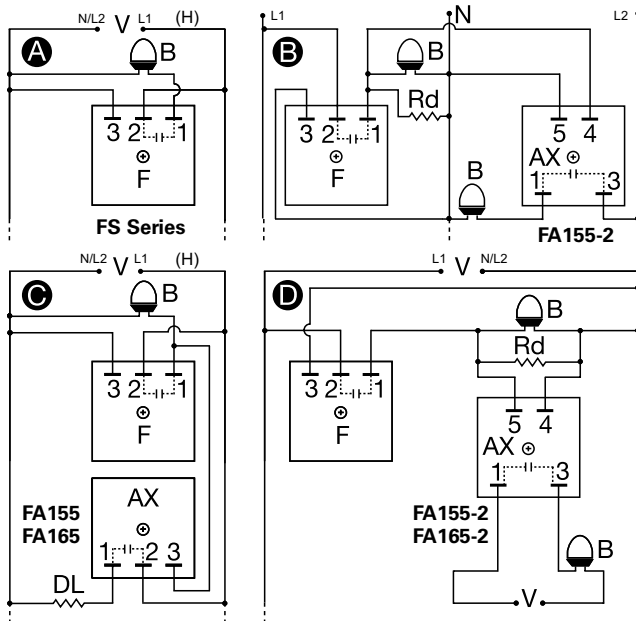 N/L2 V L1 (H)
A
B
3 2 1
F
FS Series
L1 N L2
B
B
Rd
3 2 1
F
5 4
AX
B
1 3
FA155-2
N/L2 V L1 (H)
C
B
3 2 1
F
AX
FA155
FA165
1 2 3
DL
L1 V N/L2
D
B
Rd
3 2 1
F
5 4
AX
1 3
FA155-2
FA165-2
B
V